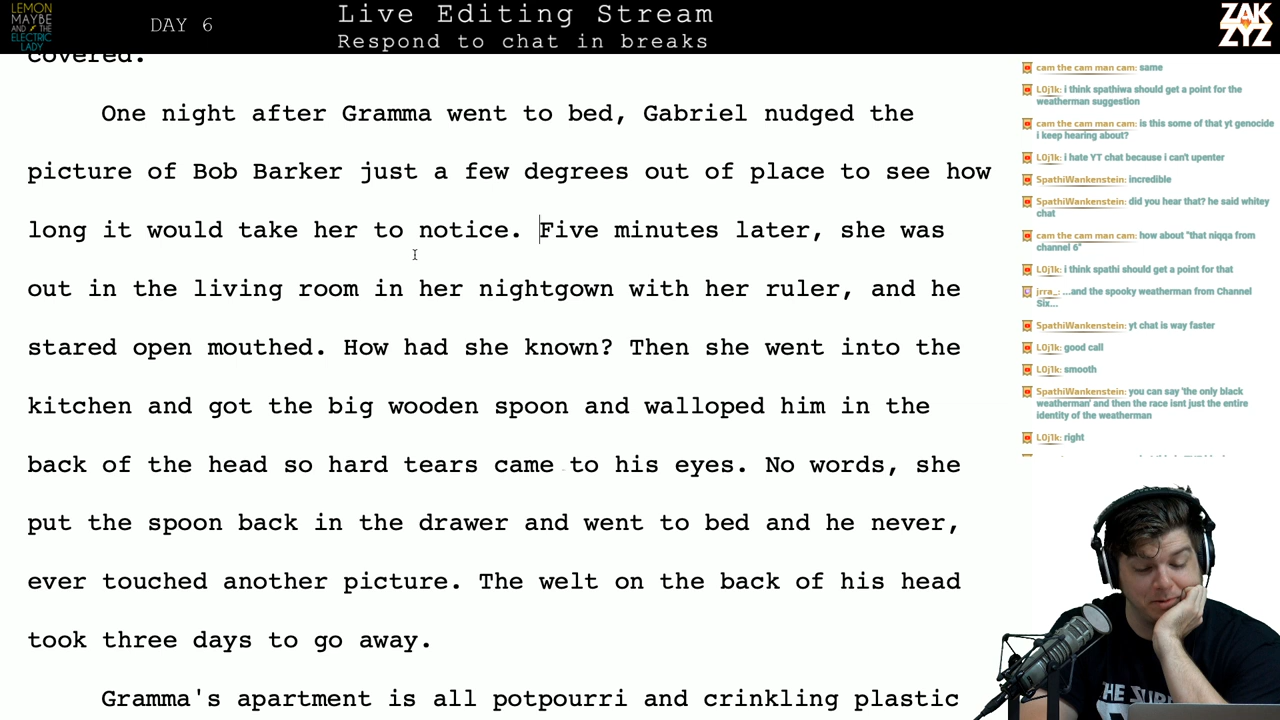 LEMON
MAYBE
AND THE
ELECTRIC
LADY
DAY 6
Live Editing Stream
Respond to chat in breaks
ZAK
ZYZ
covered.
One night after Gramma went to bed, Gabriel nudged the
picture of Bob Barker just a few degrees out of place to see how
long it would take her to notice. Five minutes later, she was
out in the living room in her nightgown with her ruler, and he
stared open mouthed. How had she known? Then she went into the
kitchen and got the big wooden spoon and walloped him in the
back of the head so hard tears came to his eyes. No words, she
put the spoon back in the drawer and went to bed and he never,
ever touched another picture. The welt on the back of his head
took three days to go away.
Gramma's apartment is all potpourri and crinkling plastic
cam the cam man cam: same
L0j1k: i think spathiwa should get a point for the
weatherman suggestion
cam the cam man cam: is this some of that yt genocide
i keep hearing about?
L0j1k: i hate YT chat because i can't upenter
SpathiWankenstein: incredible
SpathiWankenstein: did you hear that? he said whitey
chat
cam the cam man cam: how about "that niqqa from
channel 6"
L0j1k: i think spathi should get a point for that
jrra_: ...and the spooky weatherman from Channel
Six...
SpathiWankenstein: yt chat is way faster
L0j1k: good call
L0j1k: smooth
SpathiWankenstein: you can say 'the only black
weatherman' and then the race isnt just the entire
identity of the weatherman
L0j1k: right
THE SUR